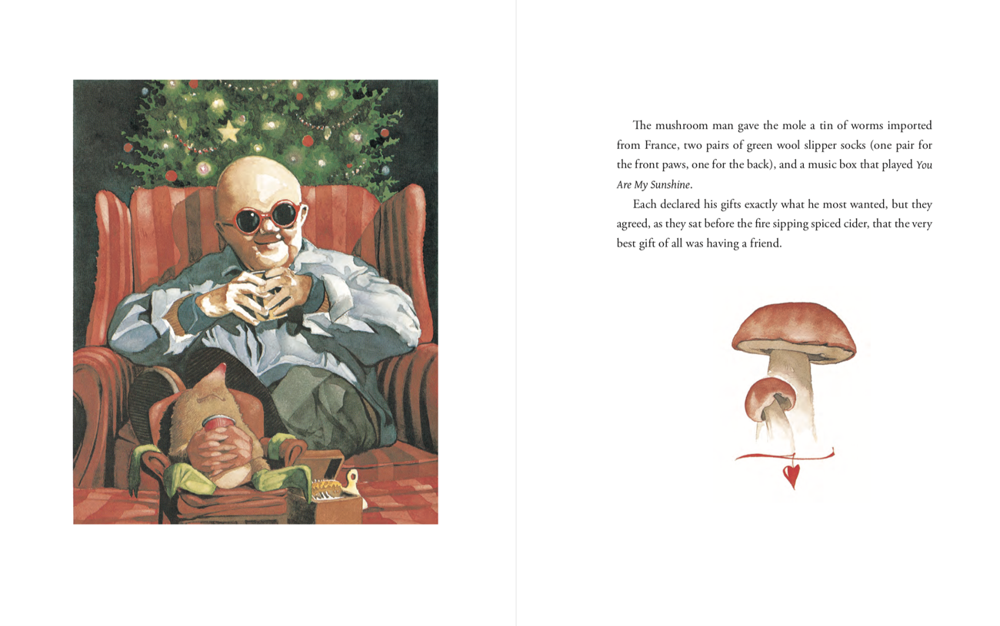 The mushroom man gave the mole a tin of worms imported
from France, two pairs of green wool slipper socks (one pair for
the front paws, one for the back), and a music box that played You
Are My Sunshine.
Each declared his gifts exactly what he most wanted, but they
agreed, as they sat before the fire sipping spiced cider, that the very
best gift of all was having a friend.